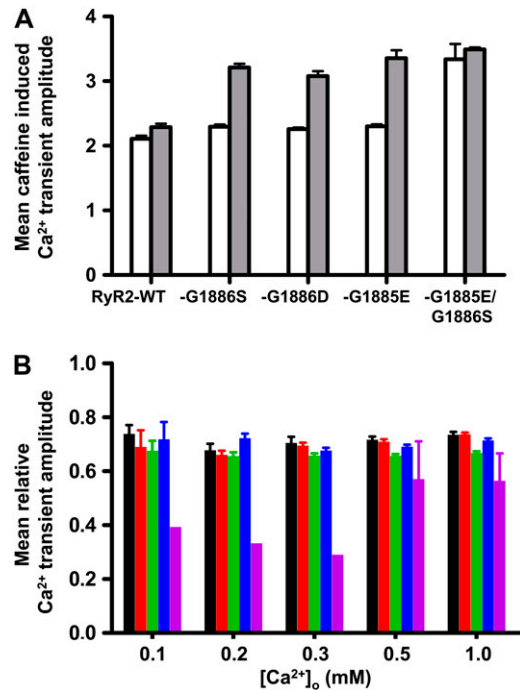 A
Mean caffeine induced
Ca²⁺ transient amplitude
4
3
2
1
0
RyR2-WT -G1886S -G1886D -G1885E -G1885E/
G1886S
B
Mean relative
Ca²⁺ transient amplitude
1.0
0.8
0.6
0.4
0.2
0.0
0.1 0.2 0.3 0.5 1.0
[Ca²⁺]ₒ (mM)